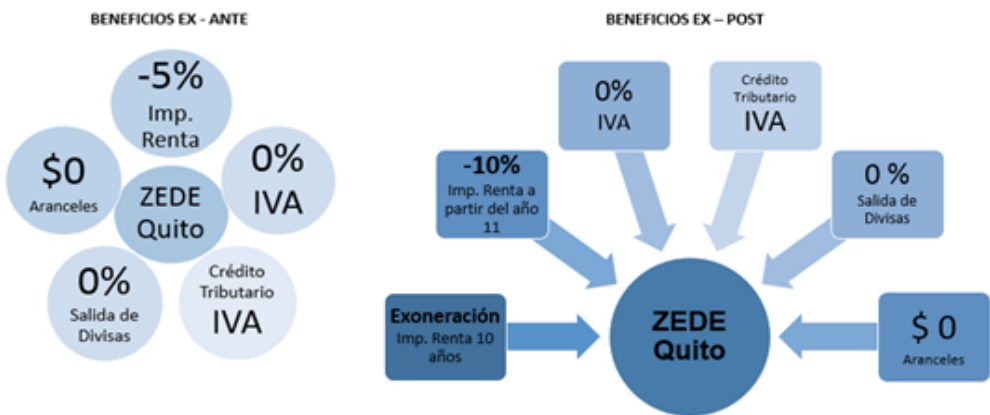 BENEFICIOS EX - ANTE
-5%
Imp.
Renta
$0
Aranceles
0%
IVA
ZEDE
Quito
0%
Salida de
Divisas
Crédito
Tributario
IVA
BENEFICIOS EX – POST
0%
IVA
Crédito
Tributario
IVA
-10%
Imp. Renta a
partir del año
11
0 %
Salida de
Divisas
Exoneración
Imp. Renta 10
años
ZEDE
Quito
$ 0
Aranceles